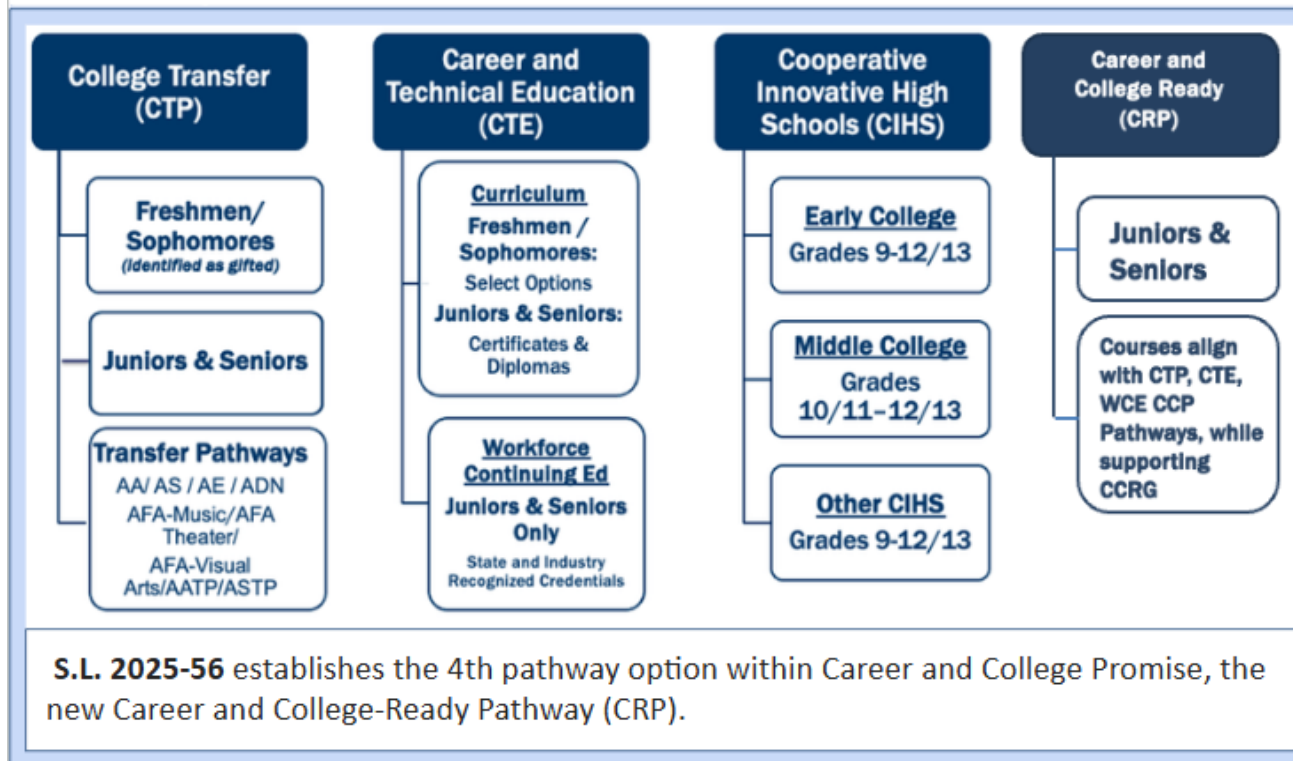 College Transfer
(CTP)
Freshmen/
Sophomores
(identified as gifted)
Juniors & Seniors
Transfer Pathways
AA/ AS / AE / ADN
AFA-Music/AFA
Theater/
AFA-Visual
Arts/AATP/ASTP
Career and
Technical Education
(CTE)
Curriculum
Freshmen /
Sophomores:
Select Options
Juniors & Seniors:
Certificates &
Diplomas
Workforce
Continuing Ed
Juniors & Seniors
Only
State and Industry
Recognized Credentials
Cooperative
Innovative High
Schools (CIHS)
Early College
Grades 9-12/13
Middle College
Grades
10/11–12/13
Other CIHS
Grades 9-12/13
Career and
College Ready
(CRP)
Juniors &
Seniors
Courses align
with CTP, CTE,
WCE CCP
Pathways, while
supporting
CCRG
S.L. 2025-56 establishes the 4th pathway option within Career and College Promise, the
new Career and College-Ready Pathway (CRP).